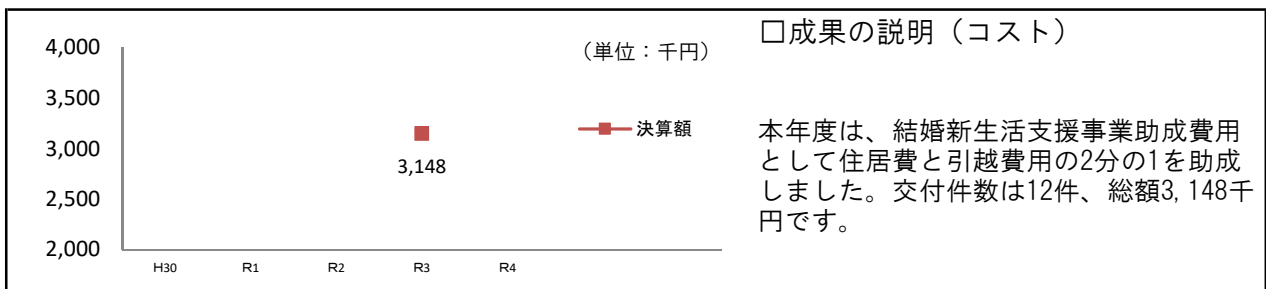 4,000
3,500
3,000
2,500
2,000
(単位：千円)
決算額
3,148
H30 R1 R2 R3 R4
□成果の説明（コスト）
本年度は、結婚新生活支援事業助成費用
として住居費と引越費用の2分の1を助成
しました。交付件数は12件、総額3,148千
円です。